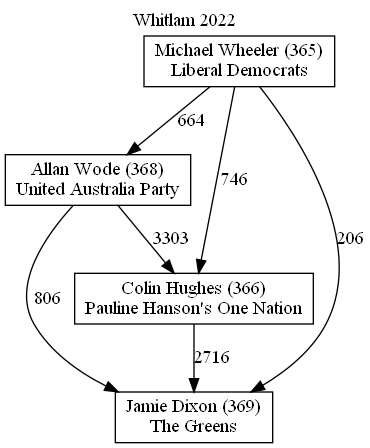 Whitlam 2022
Michael Wheeler (365)
Liberal Democrats
664
746
206
Allan Wode (368)
United Australia Party
3303
806
Colin Hughes (366)
Pauline Hanson's One Nation
2716
Jamie Dixon (369)
The Greens